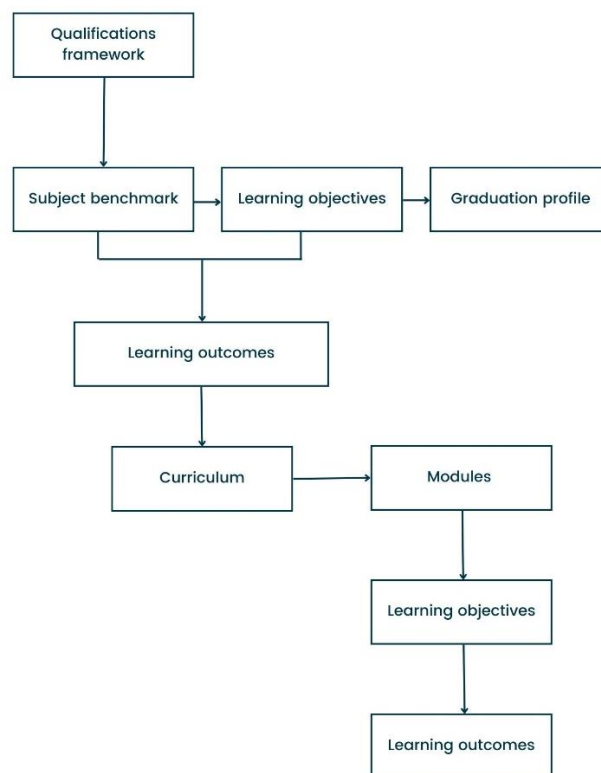 Qualifications
framework
Subject benchmark
Learning objectives
Graduation profile
Learning outcomes
Curriculum
Modules
Learning objectives
Learning outcomes